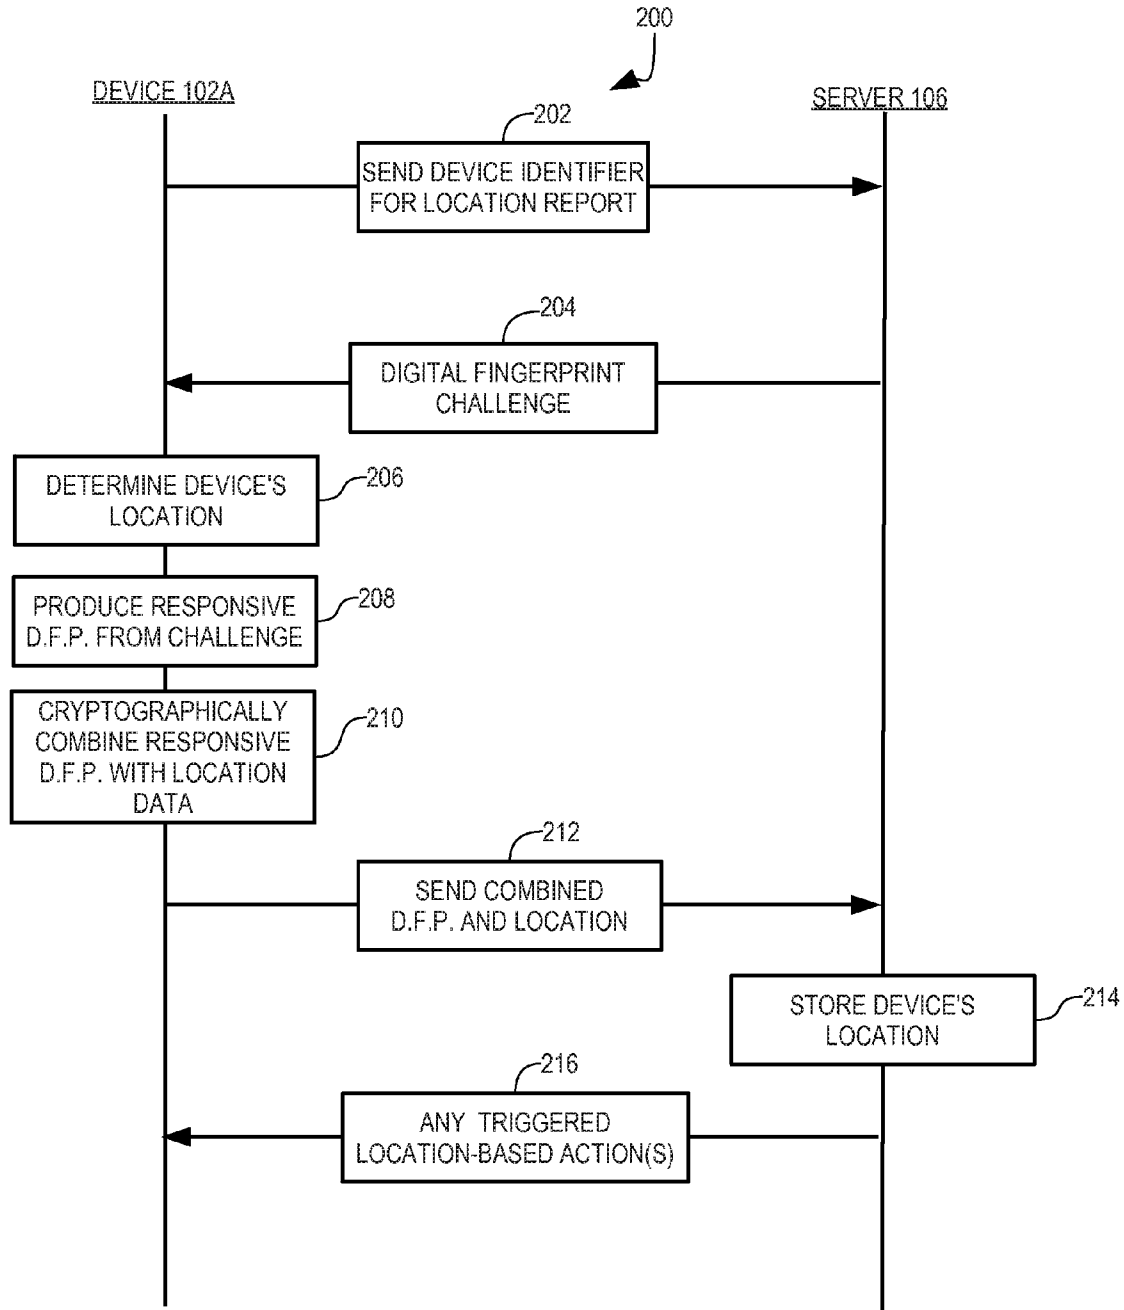 200
DEVICE 102A
SERVER 106
202
SEND DEVICE IDENTIFIER
FOR LOCATION REPORT
204
DIGITAL FINGERPRINT
CHALLENGE
206
DETERMINE DEVICE'S
LOCATION
208
PRODUCE RESPONSIVE
D.F.P. FROM CHALLENGE
210
CRYPTOGRAPHICALLY
COMBINE RESPONSIVE
D.F.P. WITH LOCATION
DATA
212
SEND COMBINED
D.F.P. AND LOCATION
214
STORE DEVICE'S
LOCATION
216
ANY TRIGGERED
LOCATION-BASED ACTION(S)